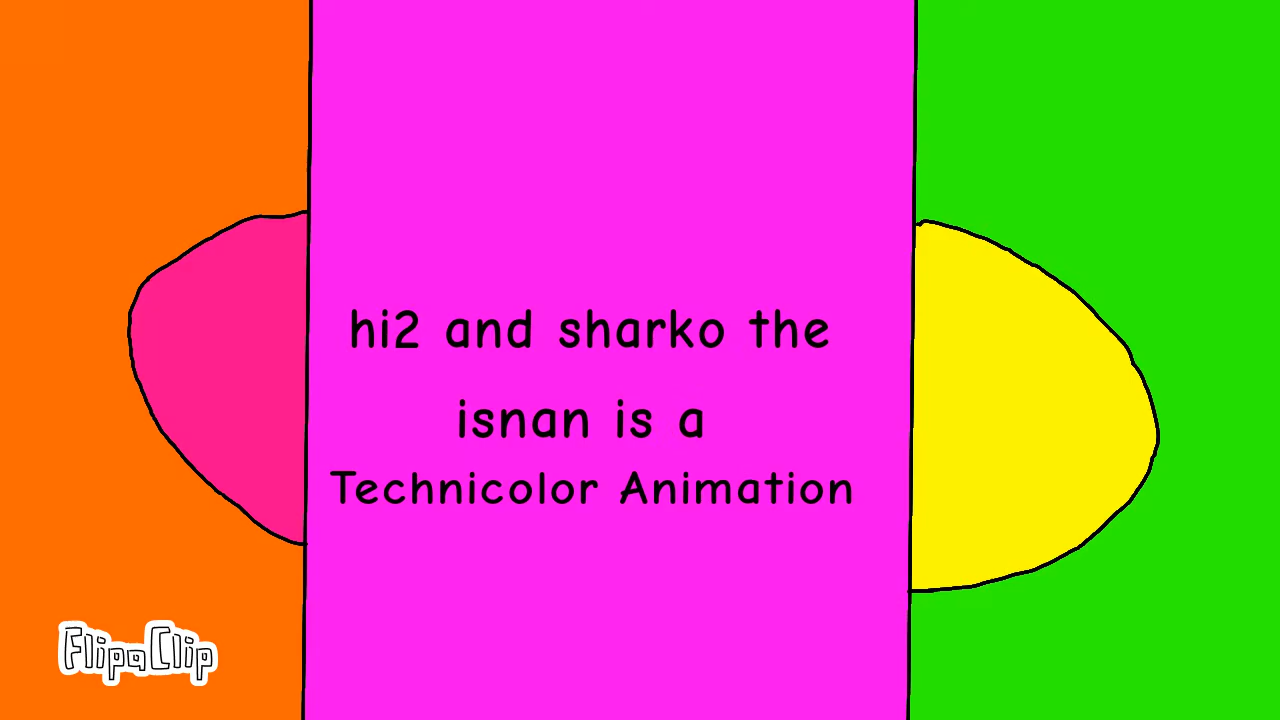 hi2 and sharko the
isnan is a
Technicolor Animation
FlipaClip